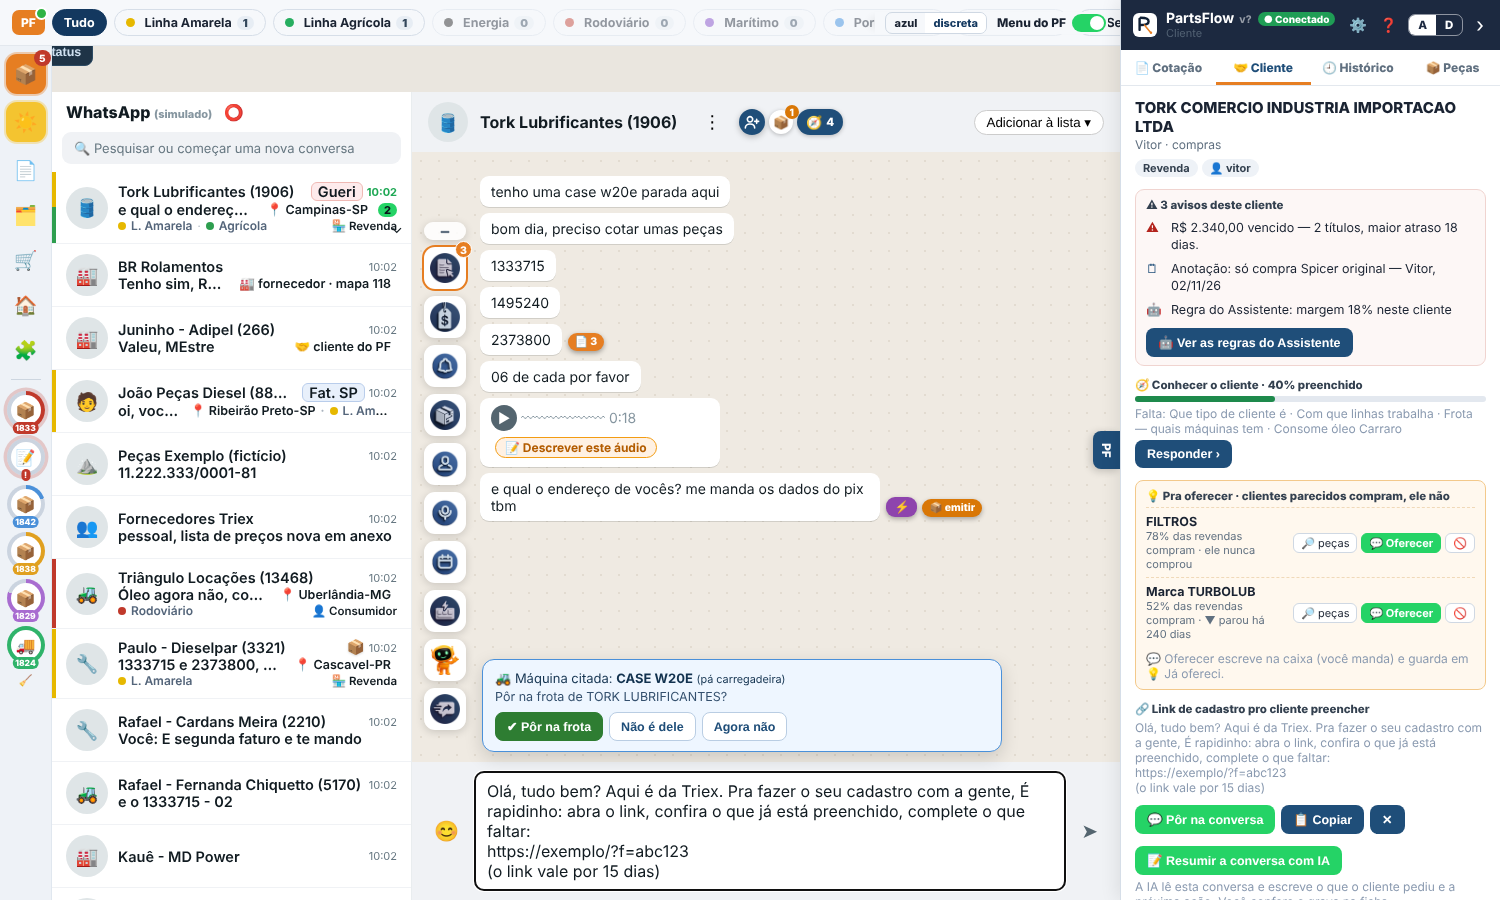 PF
Tudo
Linha Amarela 1
Linha Agrícola 1
Energia 0
Rodoviário 0
Marítimo 0
Por
azul
discreta
Menu do PF
Se
tatus
5
1833
!
1842
1838
1829
1824
WhatsApp (simulado)
Pesquisar ou começar uma nova conversa
Tork Lubrificantes (1906) Gueri 10:02
e qual o endereç... Campinas-SP 2
L. Amarela · Agrícola Revenda
BR Rolamentos 10:02
Tenho sim, R... fornecedor · mapa 118
Juninho - Adipel (266) 10:02
Valeu, MEstre cliente do PF
João Peças Diesel (88... Fat. SP 10:02
oi, voc... Ribeirão Preto-SP · L. Am...
Peças Exemplo (fictício) 10:02
11.222.333/0001-81
Fornecedores Triex 10:02
pessoal, lista de preços nova em anexo
Triângulo Locações (13468) 10:02
Óleo agora não, co... Uberlândia-MG
Rodoviário Consumidor
Paulo - Dieselpar (3321) 10:02
1333715 e 2373800, ... Cascavel-PR
L. Amarela Revenda
Rafael - Cardans Meira (2210) 10:02
Você: E segunda faturo e te mando
Rafael - Fernanda Chiquetto (5170) 10:02
e o 1333715 - 02
Kauê - MD Power 10:02
Tork Lubrificantes (1906)
1
4
Adicionar à lista ▾
3
tenho uma case w20e parada aqui
bom dia, preciso cotar umas peças
1333715
1495240
2373800 3
06 de cada por favor
0:18
Descrever este áudio
e qual o endereço de vocês? me manda os dados do pix
tbm
emitir
Máquina citada: CASE W20E (pá carregadeira)
Pôr na frota de TORK LUBRIFICANTES?
✔ Pôr na frota
Não é dele
Agora não
Olá, tudo bem? Aqui é da Triex. Pra fazer o seu cadastro com a gente, É
rapidinho: abra o link, confira o que já está preenchido, complete o que
faltar:
https://exemplo/?f=abc123
(o link vale por 15 dias)
PF
PartsFlow v? Conectado
Cliente
A D
Cotação
Cliente
Histórico
Peças
TORK COMERCIO INDUSTRIA IMPORTACAO
LTDA
Vitor · compras
Revenda
vitor
3 avisos deste cliente
R$ 2.340,00 vencido — 2 títulos, maior atraso 18
dias.
Anotação: só compra Spicer original — Vitor,
02/11/26
Regra do Assistente: margem 18% neste cliente
Ver as regras do Assistente
Conhecer o cliente · 40% preenchido
Falta: Que tipo de cliente é · Com que linhas trabalha · Frota
— quais máquinas tem · Consome óleo Carraro
Responder ›
Pra oferecer · clientes parecidos compram, ele não
FILTROS
78% das revendas
compram · ele nunca
comprou
peças
Oferecer
Marca TURBOLUB
52% das revendas
compram · ▼ parou há
240 dias
peças
Oferecer
Oferecer escreve na caixa (você manda) e guarda em
Já ofereci.
Link de cadastro pro cliente preencher
Olá, tudo bem? Aqui é da Triex. Pra fazer o seu cadastro com
a gente, É rapidinho: abra o link, confira o que já está
preenchido, complete o que faltar:
https://exemplo/?f=abc123
(o link vale por 15 dias)
Pôr na conversa
Copiar
✕
Resumir a conversa com IA
A IA lê esta conversa e escreve o que o cliente pediu e a